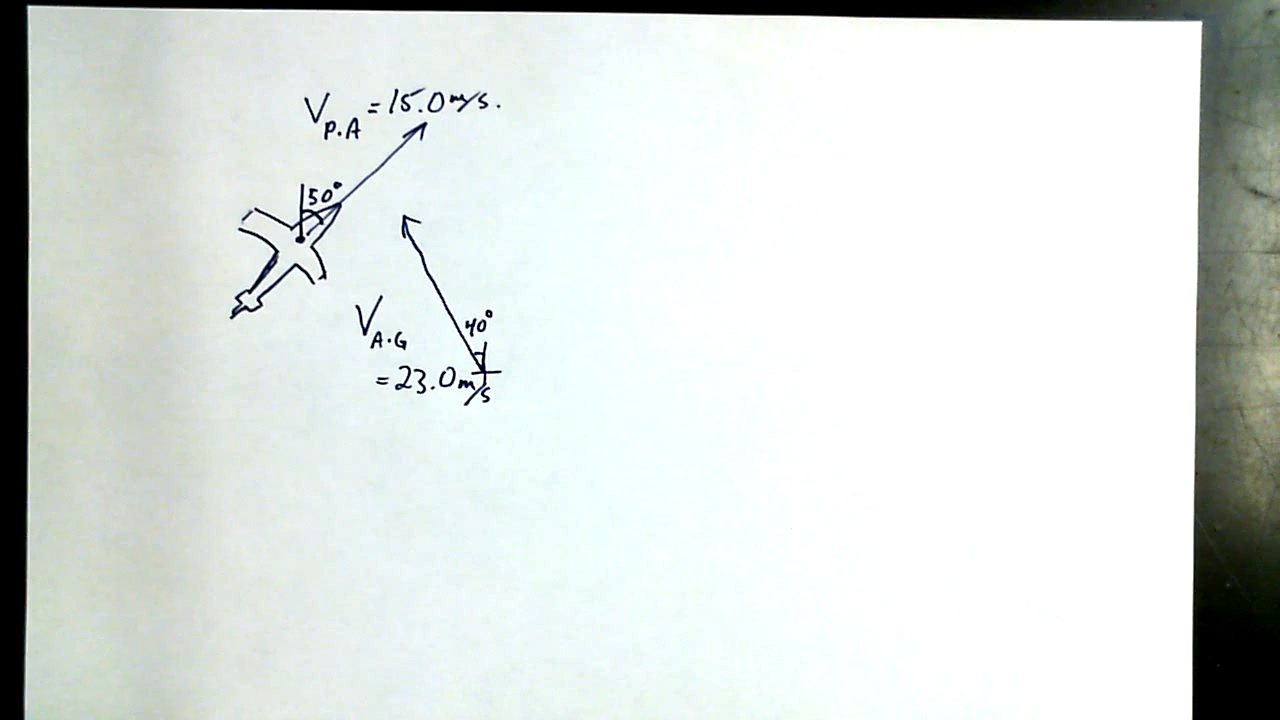 V_P.A = 15.0 m/s.
50°
40°
V_A.G
= 23.0 m/s